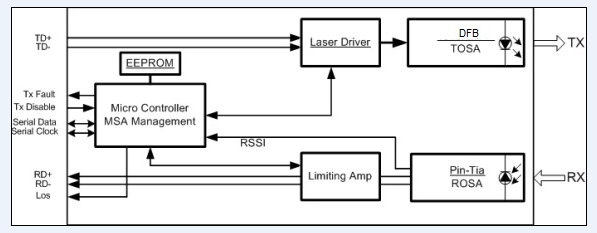 TD+
TD-
Laser Driver
DFB
TOSA
TX
EEPROM
Tx Fault
Tx Disable
Serial Data
Serial Clock
Micro Controller
MSA Management
RSSI
RD+
RD-
Los
Limiting Amp
Pin-Tia
ROSA
RX